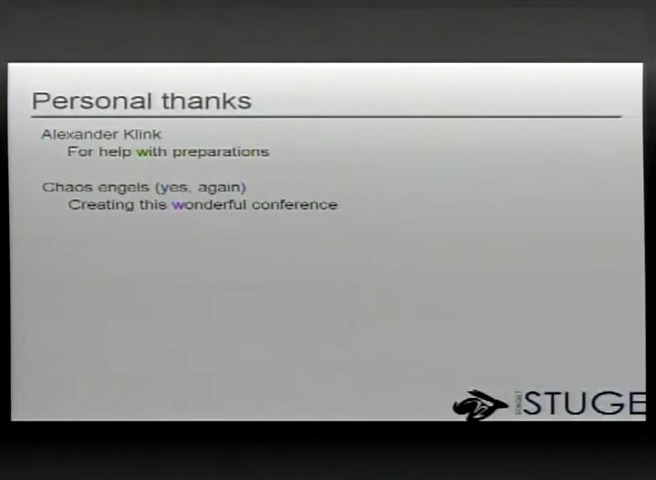 Personal thanks
Alexander Klink
For help with preparations
Chaos engels (yes, again)
Creating this wonderful conference
STUGE